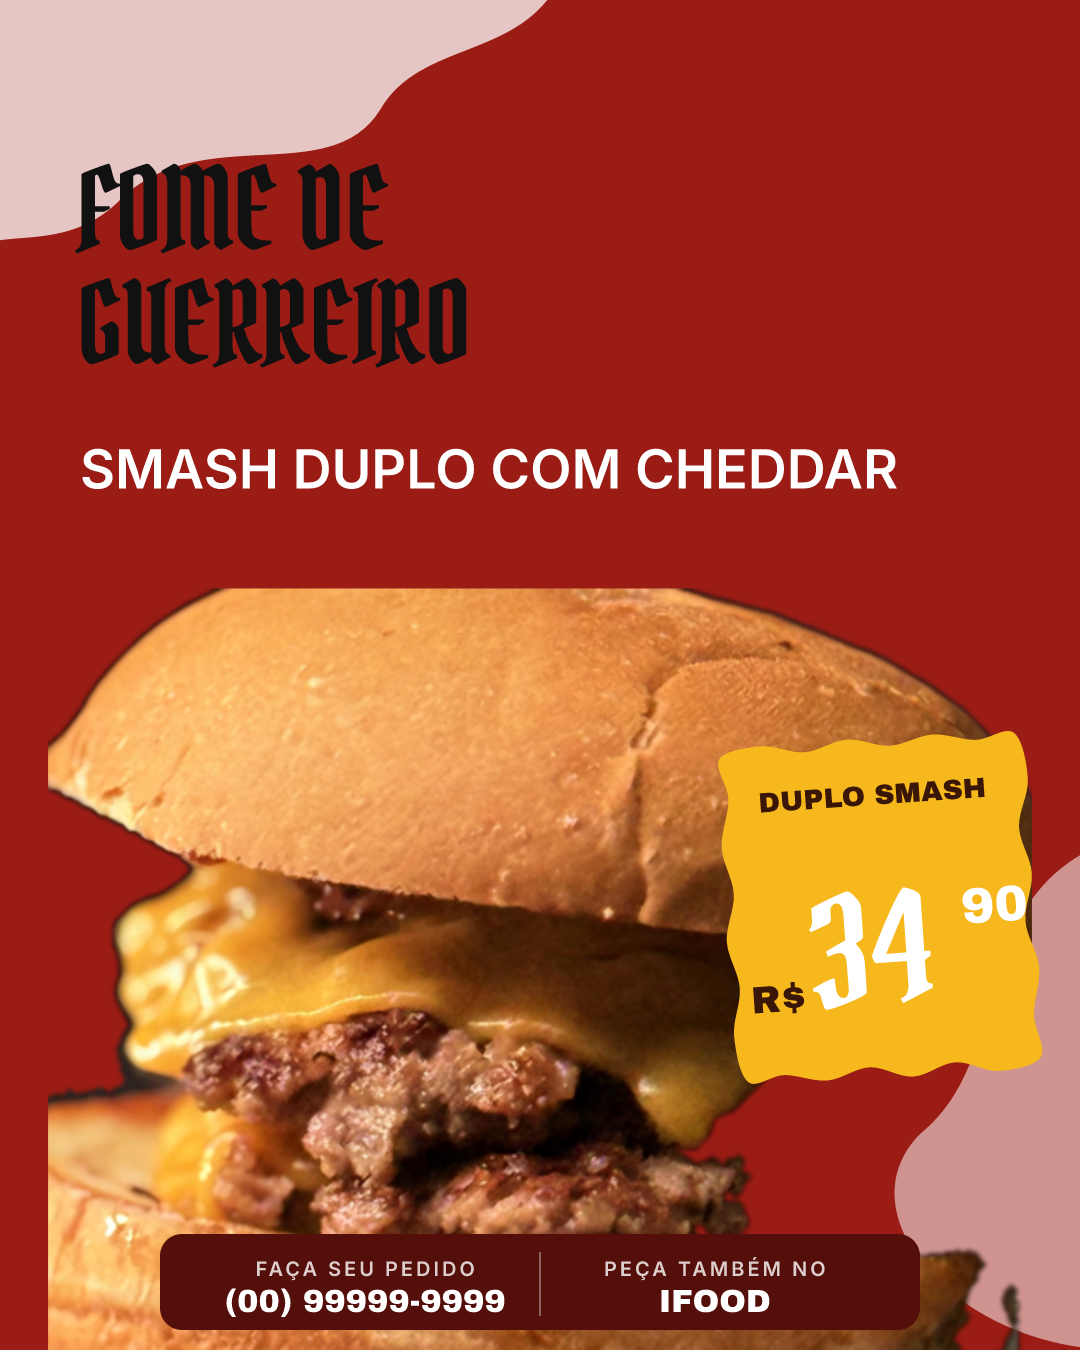 FOME DE
GUERREIRO
SMASH DUPLO COM CHEDDAR
DUPLO SMASH
R$ 34 90
FAÇA SEU PEDIDO
(00) 99999-9999
PEÇA TAMBÉM NO
IFOOD